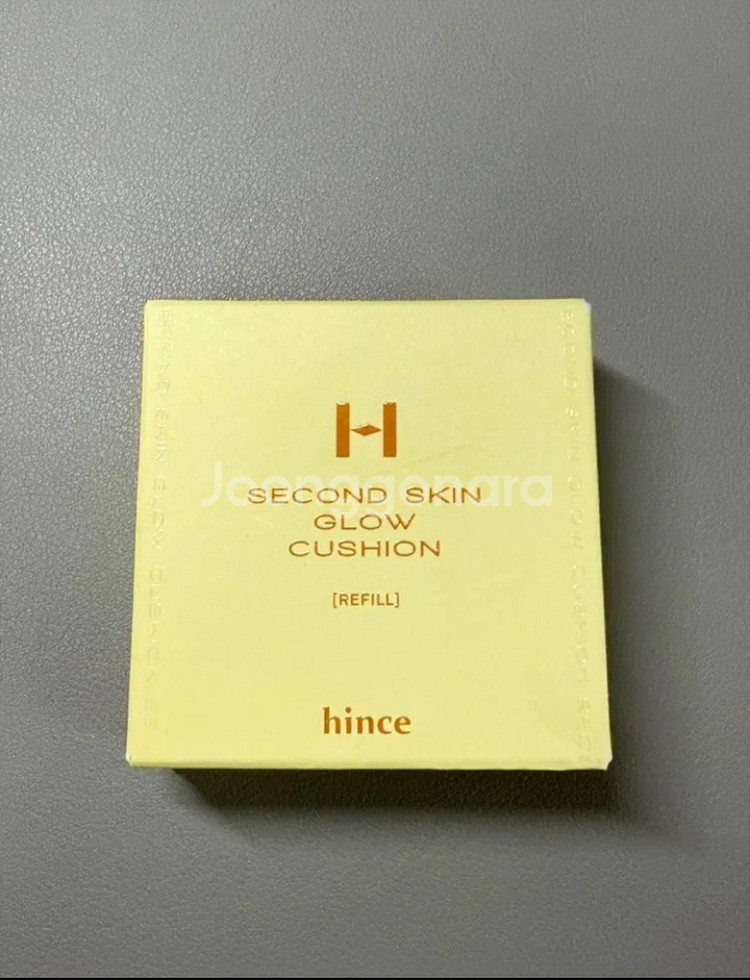 H
SECOND SKIN
GLOW
CUSHION
[REFILL]
hince
Joonggonara